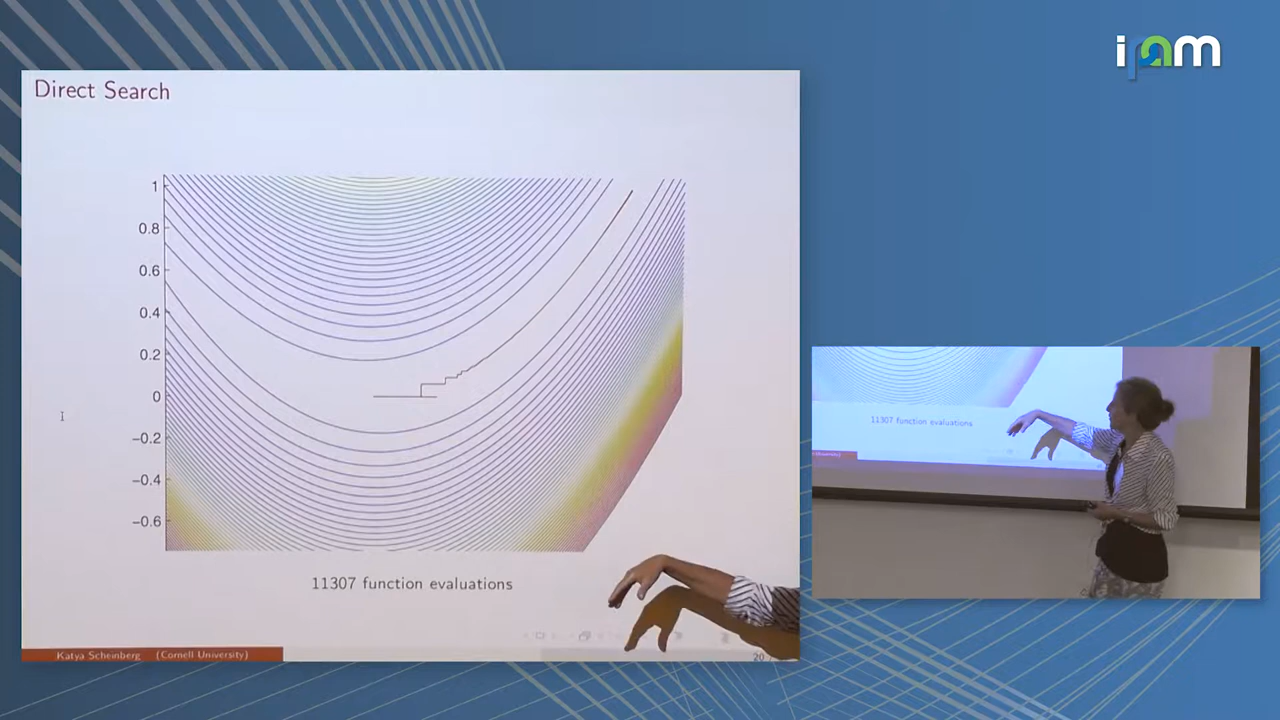 ipam
Direct Search
1
0.8
0.6
0.4
0.2
0
−0.2
−0.4
−0.6
11307 function evaluations
Katya Scheinberg (Cornell University)
20
11307 function evaluations